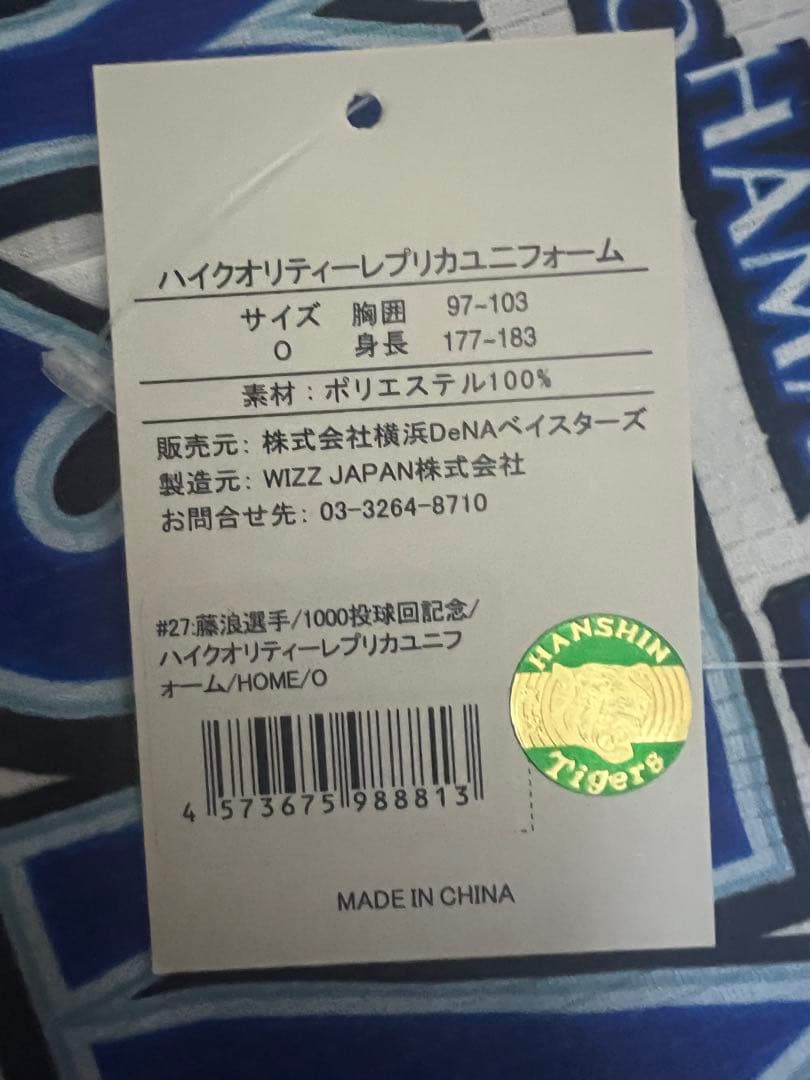 HAM
ハイクオリティーレプリカユニフォーム
サイズ 胸囲 97~103
O 身長 177~183
素材：ポリエステル100%
販売元: 株式会社横浜DeNAベイスターズ
製造元: WIZZ JAPAN株式会社
お問合せ先: 03-3264-8710
#27:藤浪選手/1000投球回記念/
ハイクオリティーレプリカユニフ
ォーム/HOME/O
4 573675 988813
HANSHIN
Tigers
MADE IN CHINA